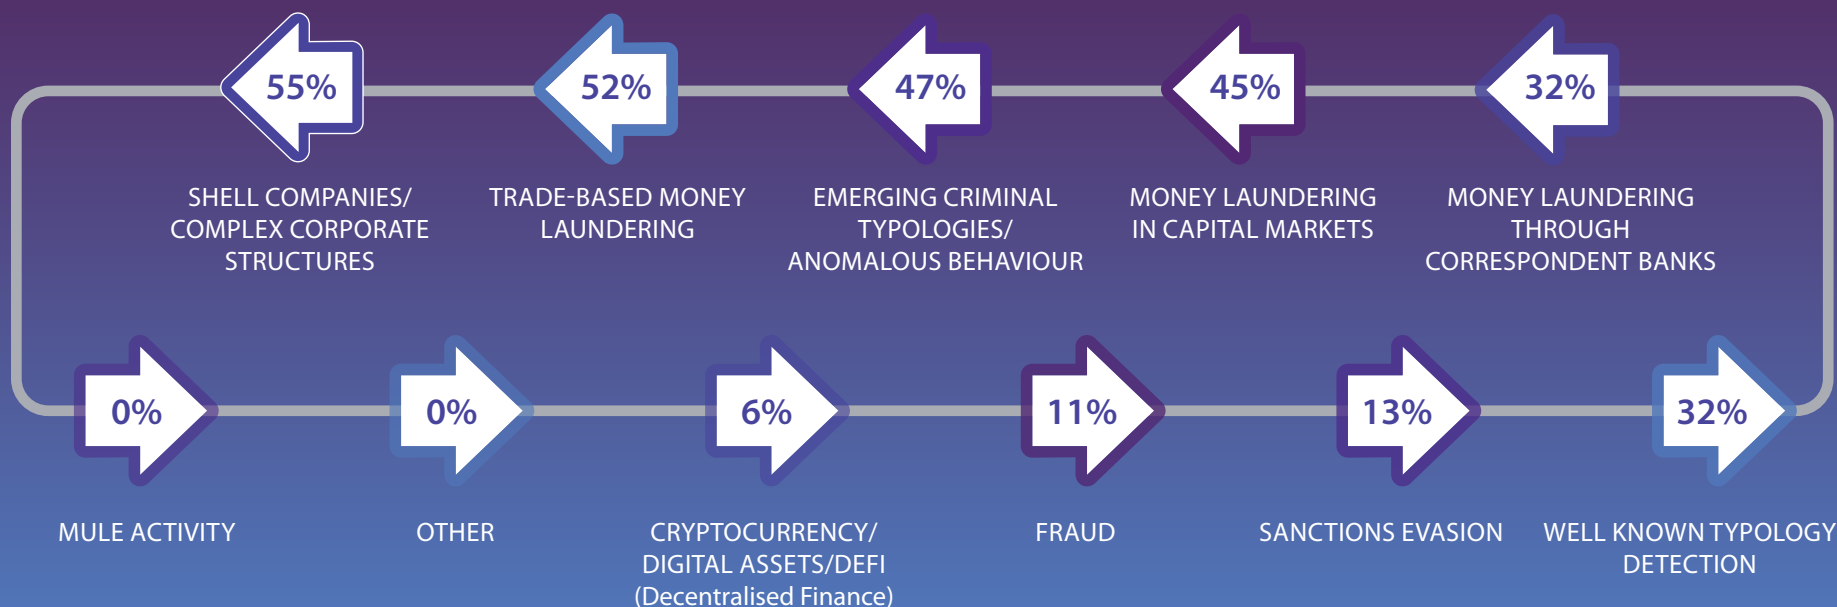 55%
52%
47%
45%
32%
SHELL COMPANIES/
COMPLEX CORPORATE
STRUCTURES
TRADE-BASED MONEY
LAUNDERING
EMERGING CRIMINAL
TYPOLOGIES/
ANOMALOUS BEHAVIOUR
MONEY LAUNDERING
IN CAPITAL MARKETS
MONEY LAUNDERING
THROUGH
CORRESPONDENT BANKS
0%
0%
6%
11%
13%
32%
MULE ACTIVITY
OTHER
CRYPTOCURRENCY/
DIGITAL ASSETS/DEFI
(Decentralised Finance)
FRAUD
SANCTIONS EVASION
WELL KNOWN TYPOLOGY
DETECTION